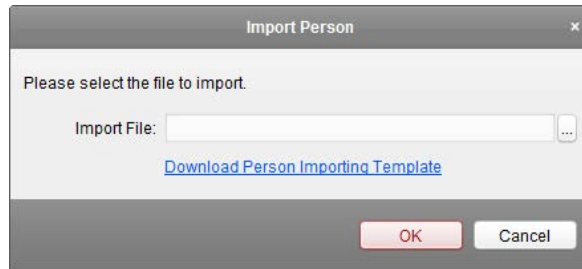 Import Person ×
Please select the file to import.
Import File: ...
Download Person Importing Template
OK Cancel